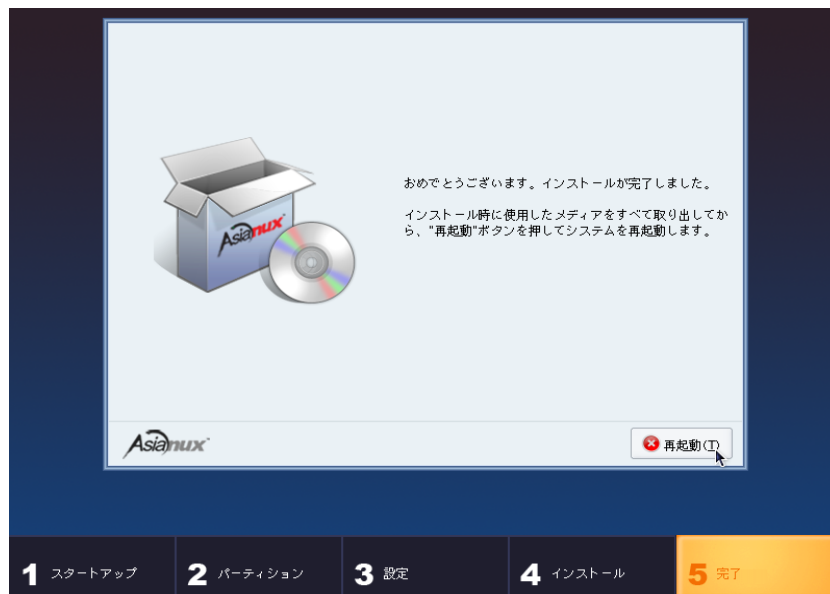 おめでとうございます。インストールが完了しました。
インストール時に使用したメディアをすべて取り出してか
ら、"再起動"ボタンを押してシステムを再起動します。
Asianux
Asianux
再起動(T)
1 スタートアップ
2 パーティション
3 設定
4 インストール
5 完了